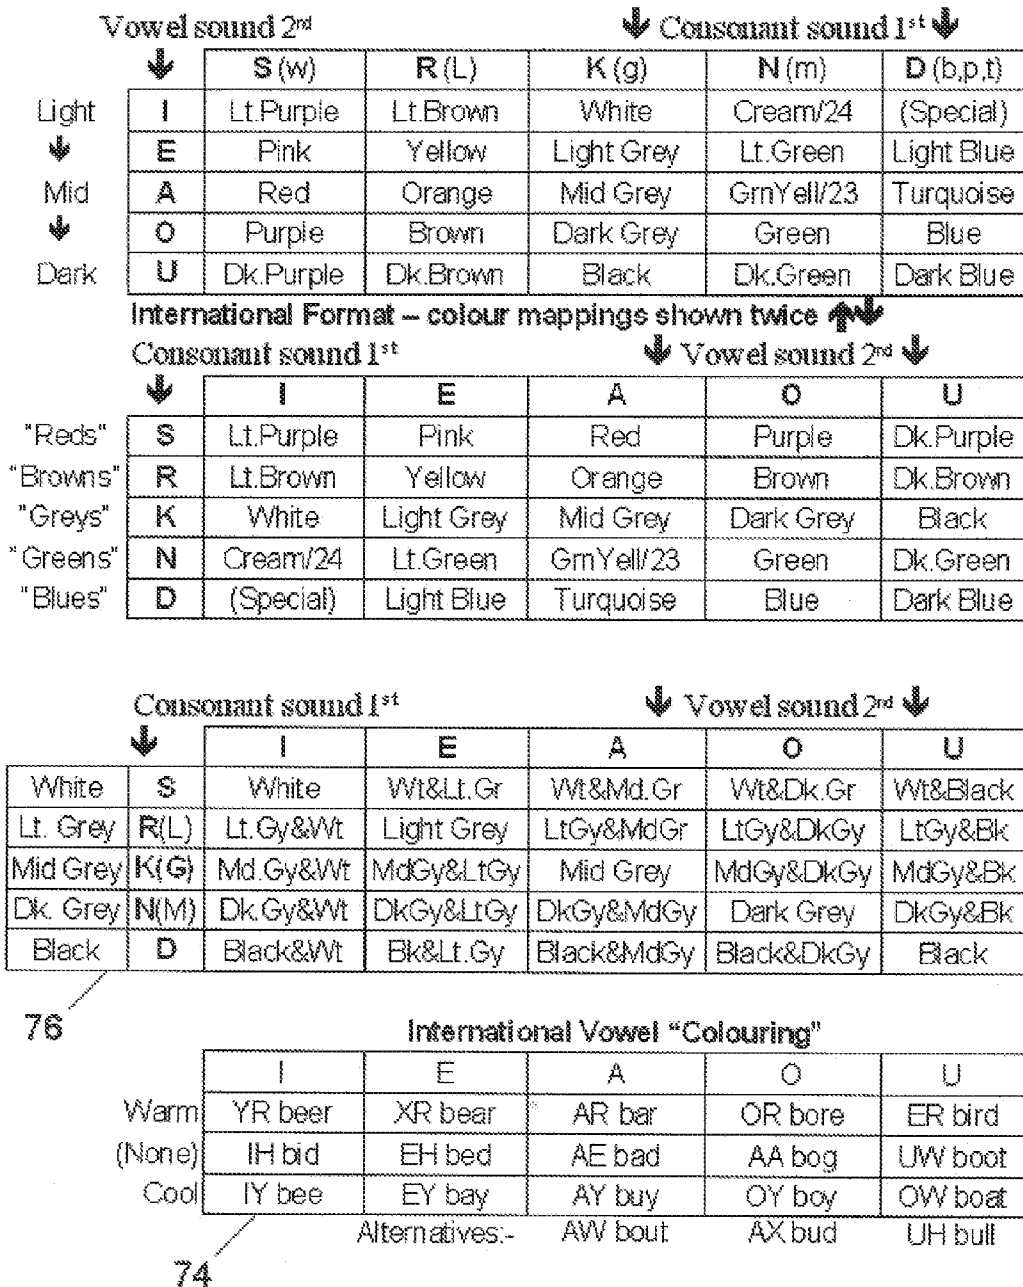 Vowel sound 2nd ↓ Consonant sound 1st ↓
↓ S (w) R (L) K (g) N (m) D (b,p,t)
Light I Lt.Purple Lt.Brown White Cream/24 (Special)
↓ E Pink Yellow Light Grey Lt.Green Light Blue
Mid A Red Orange Mid Grey GrnYell/23 Turquoise
↓ O Purple Brown Dark Grey Green Blue
Dark U Dk.Purple Dk.Brown Black Dk.Green Dark Blue
International Format – colour mappings shown twice ↑↓
Consonant sound 1st ↓ Vowel sound 2nd ↓
↓ I E A O U
"Reds" S Lt.Purple Pink Red Purple Dk.Purple
"Browns" R Lt.Brown Yellow Orange Brown Dk.Brown
"Greys" K White Light Grey Mid Grey Dark Grey Black
"Greens" N Cream/24 Lt.Green GrnYell/23 Green Dk.Green
"Blues" D (Special) Light Blue Turquoise Blue Dark Blue
Consonant sound 1st ↓ Vowel sound 2nd ↓
↓ I E A O U
White S White Wt&Lt.Gr Wt&Md.Gr Wt&Dk.Gr Wt&Black
Lt. Grey R(L) Lt.Gy&Wt Light Grey LtGy&MdGr LtGy&DkGy LtGy&Bk
Mid Grey K(G) Md.Gy&Wt MdGy&LtGy Mid Grey MdGy&DkGy MdGy&Bk
Dk. Grey N(M) Dk.Gy&Wt DkGy&LtGy DkGy&MdGy Dark Grey DkGy&Bk
Black D Black&Wt Bk&Lt.Gy Black&MdGy Black&DkGy Black
76
International Vowel "Colouring"
I E A O U
Warm YR beer XR bear AR bar OR bore ER bird
(None) IH bid EH bed AE bad AA bog UW boot
Cool IY bee EY bay AY buy OY boy OW boat
Alternatives:- AW bout AX bud UH bull
74